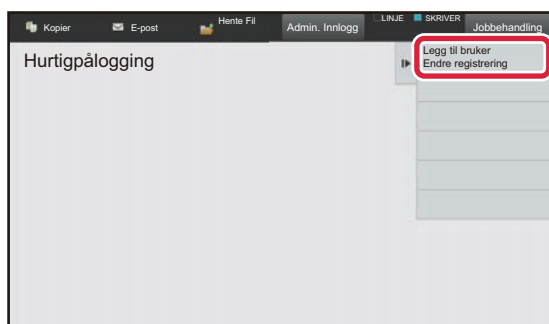 Kopier E-post Hente Fil Admin. Innlogg LINJE SKRIVER Jobbehandling
Hurtigpålogging
Legg til bruker
Endre registrering